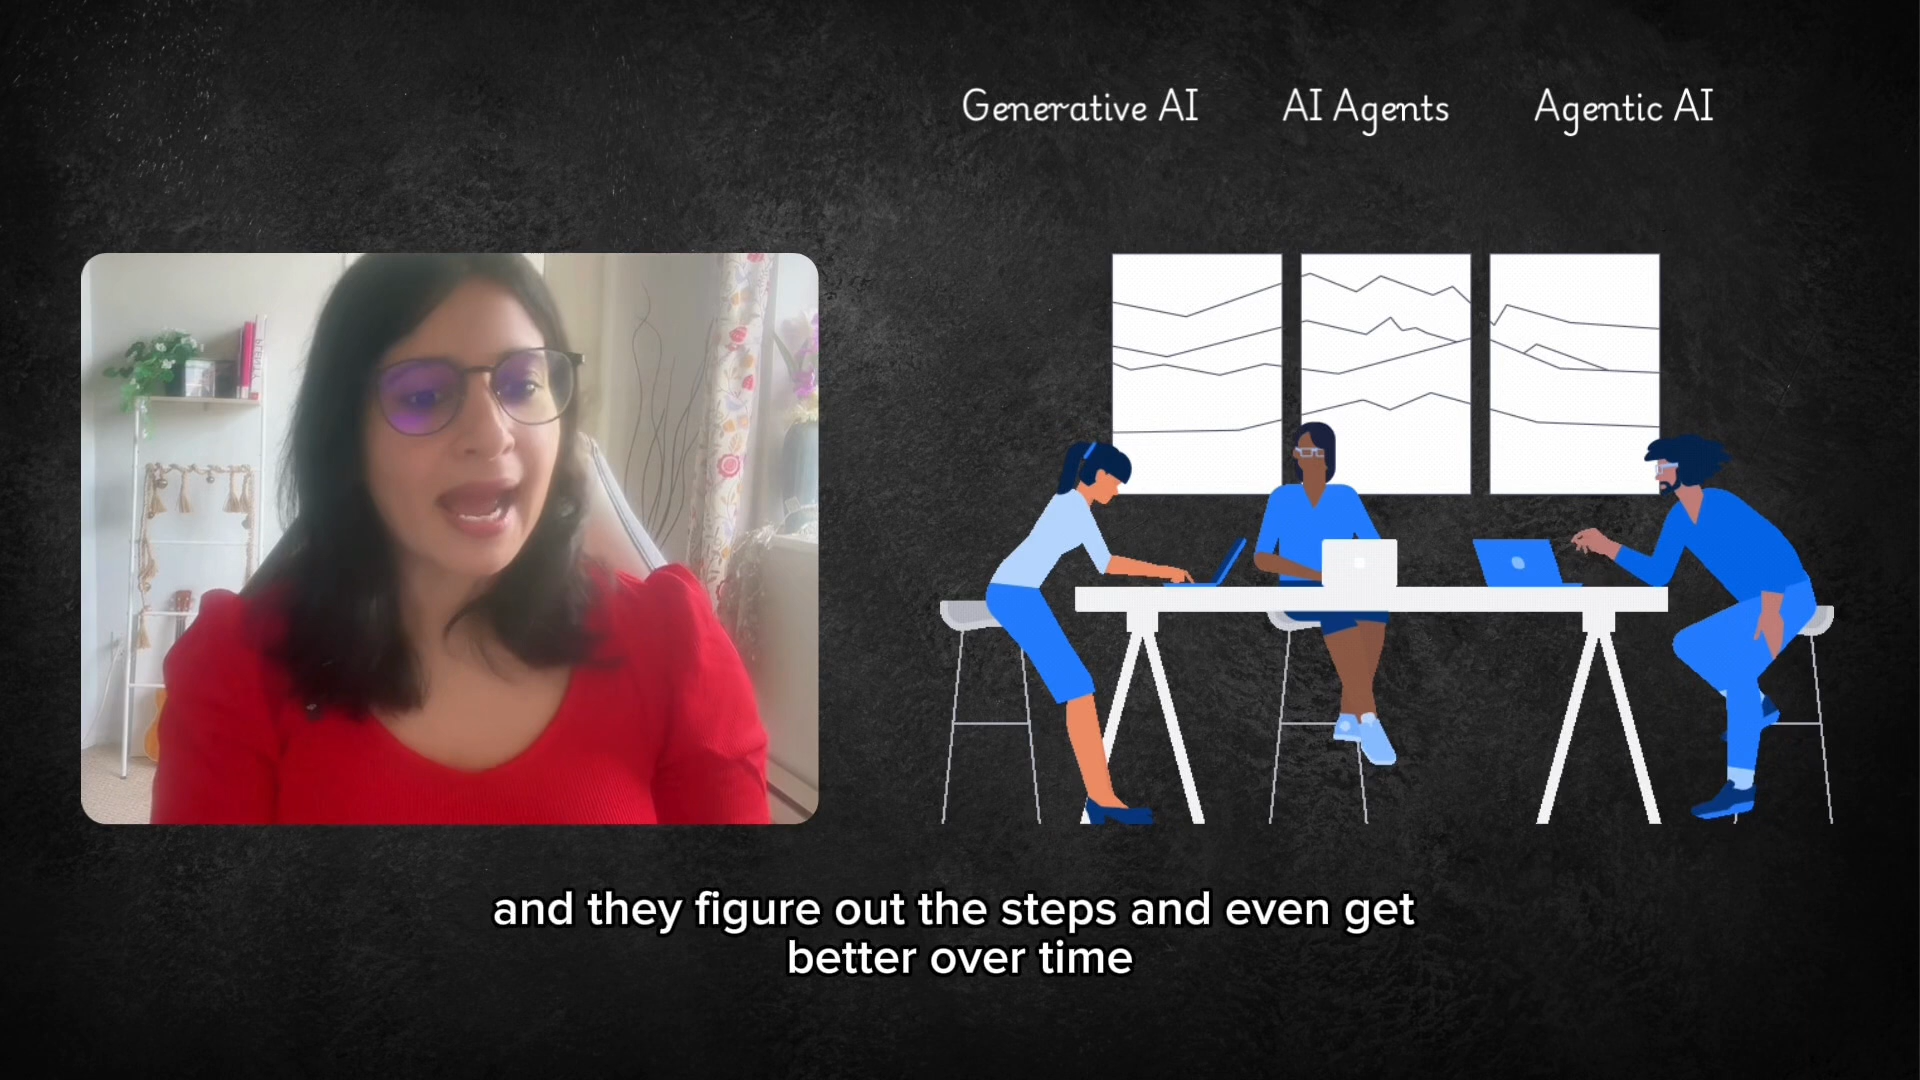 Generative AI AI Agents Agentic AI
and they figure out the steps and even get
better over time